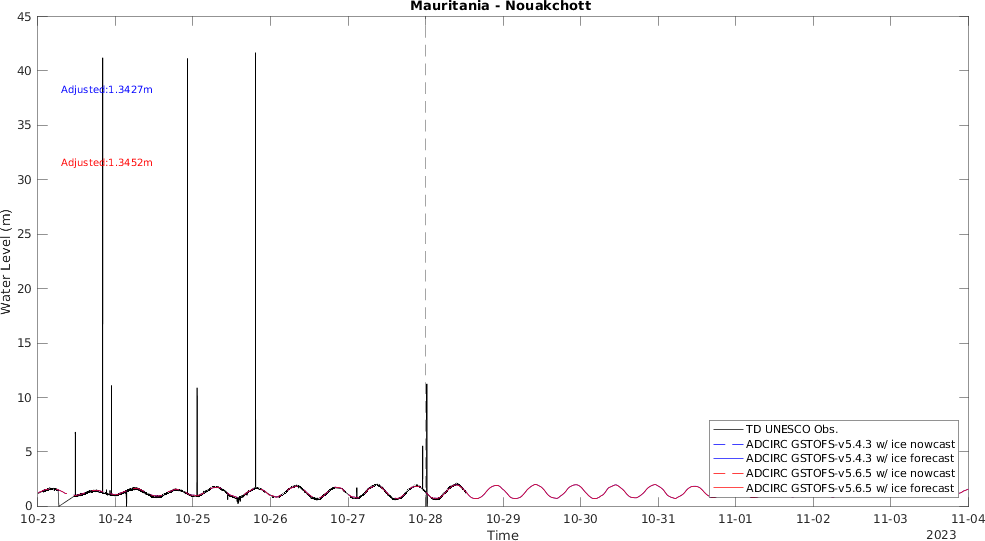 Mauritania - Nouakchott
45
40
35
30
25
20
15
10
5
0
Water Level (m)
Adjusted:1.3427m
Adjusted:1.3452m
TD UNESCO Obs.
ADCIRC GSTOFS-v5.4.3 w/ ice nowcast
ADCIRC GSTOFS-v5.4.3 w/ ice forecast
ADCIRC GSTOFS-v5.6.5 w/ ice nowcast
ADCIRC GSTOFS-v5.6.5 w/ ice forecast
10-23 10-24 10-25 10-26 10-27 10-28 10-29 10-30 10-31 11-01 11-02 11-03 11-04
Time
2023